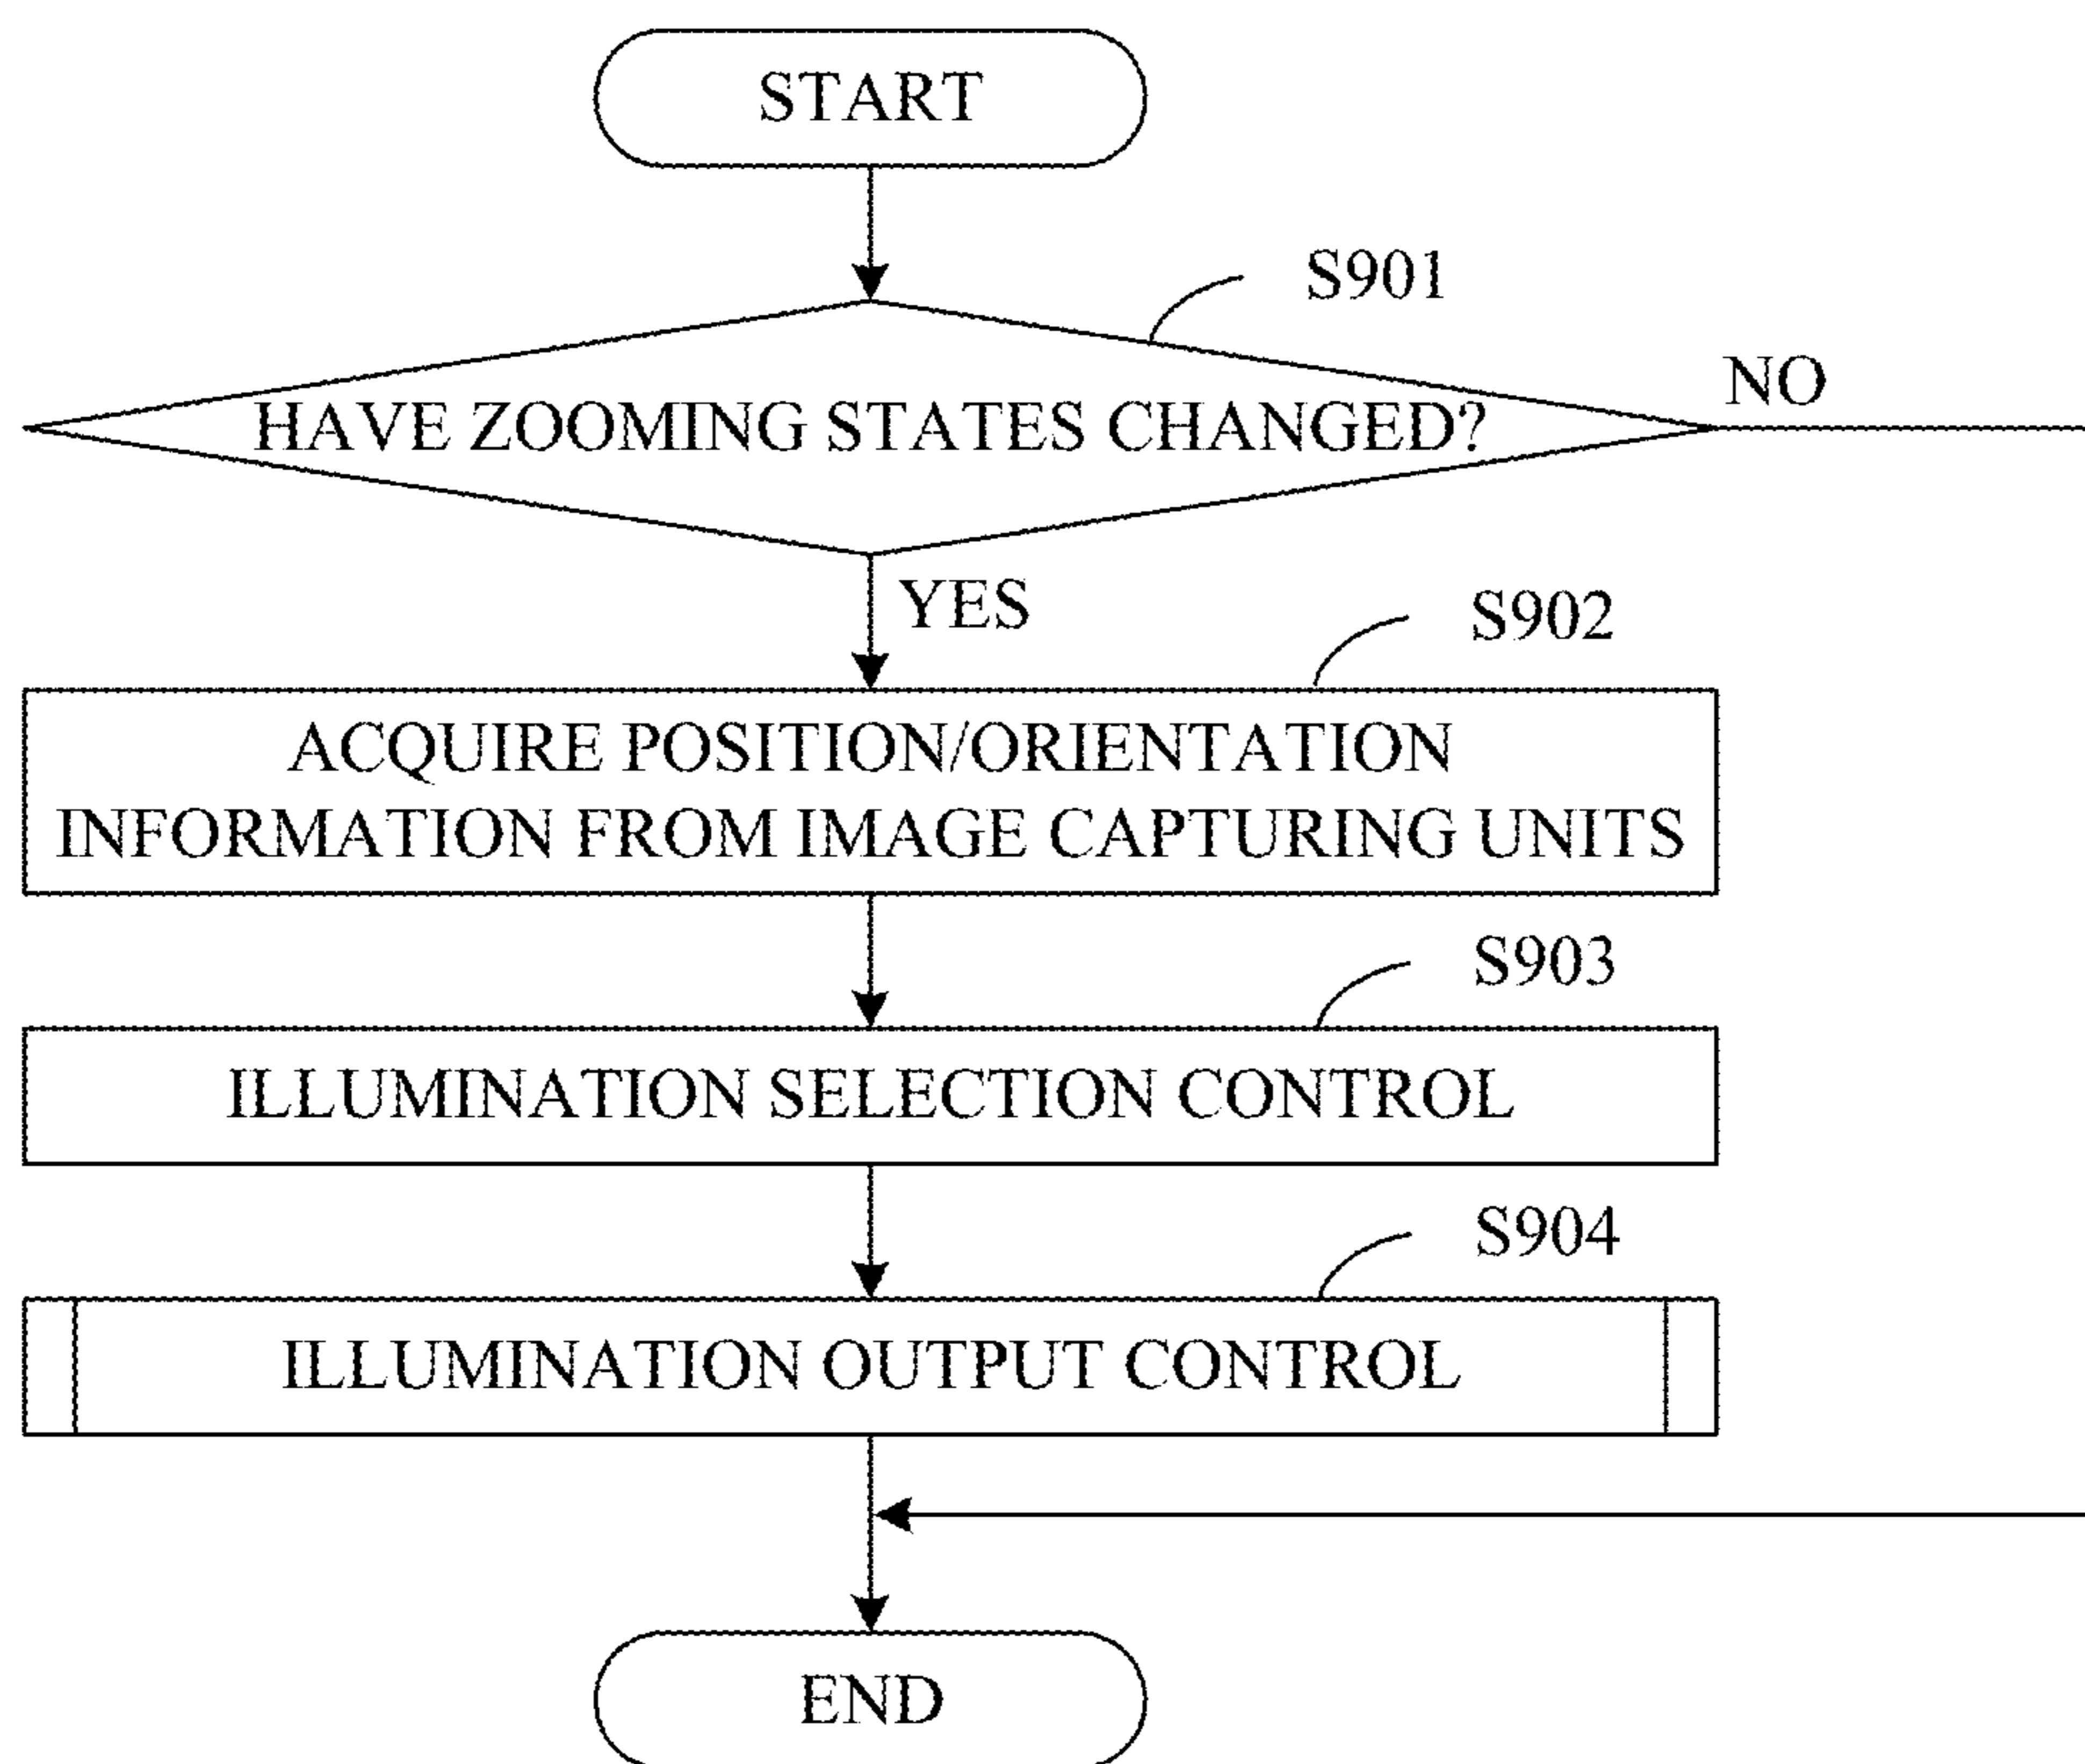 START
S901
HAVE ZOOMING STATES CHANGED?
NO
YES
S902
ACQUIRE POSITION/ORIENTATION
INFORMATION FROM IMAGE CAPTURING UNITS
S903
ILLUMINATION SELECTION CONTROL
S904
ILLUMINATION OUTPUT CONTROL
END